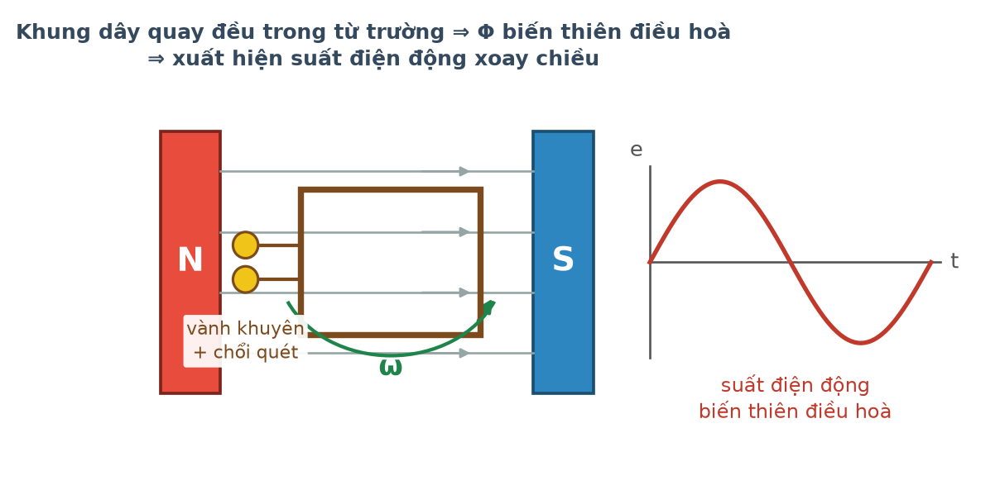 Khung dây quay đều trong từ trường ⇒ Φ biến thiên điều hoà
⇒ xuất hiện suất điện động xoay chiều
N
S
vành khuyên
+ chổi quét
ω
e
t
suất điện động
biến thiên điều hoà